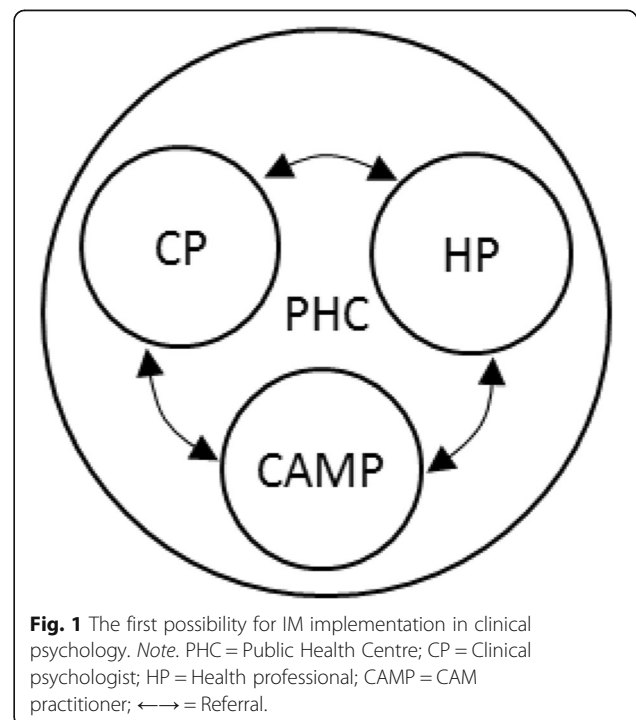 CP
HP
PHC
CAMP
Fig. 1 The first possibility for IM implementation in clinical
psychology. Note. PHC = Public Health Centre; CP = Clinical
psychologist; HP = Health professional; CAMP = CAM
practitioner; ←→ = Referral.